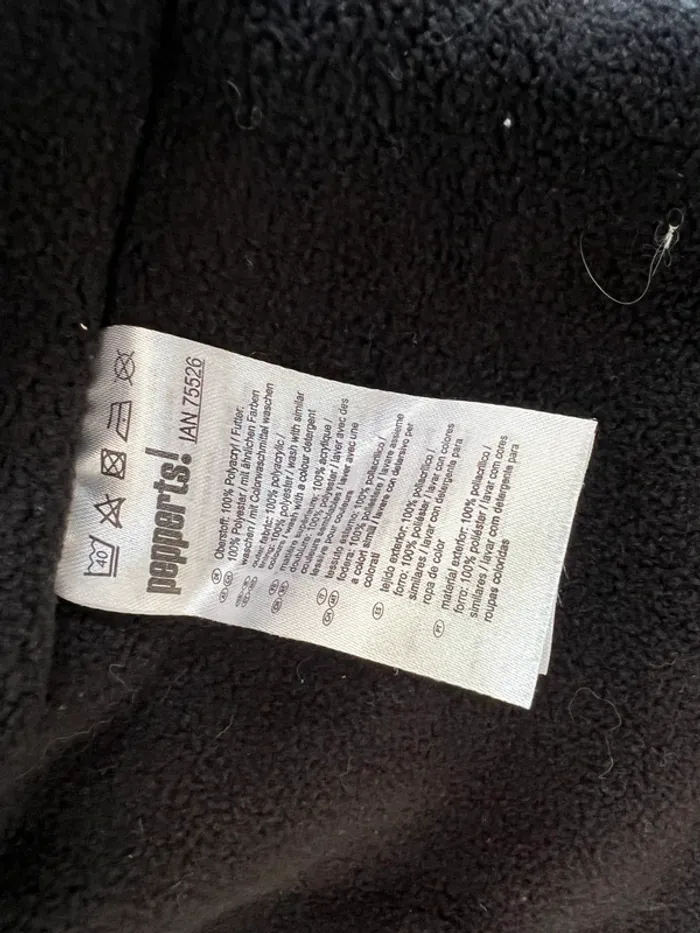 40
pepperts! IAN 75526
DE Oberstoff: 100% Polyacryl / Futter:
100% Polyester / mit ähnlichen Farben
waschen / mit Colorwaschmittel waschen
outer fabric: 100% polyacrylic /
lining: 100% polyester / wash with similar
colours / wash with a colour detergent
matière extérieure: 100% acrylique /
doublure: 100% polyester / laver avec des
couleurs semblables / laver avec une
lessive pour couleurs
tessuto esterno: 100% poliacrilico /
fodera: 100% poliestere / lavare assieme
a colori simili / lavare con detersivo per
colorati
ES tejido exterior: 100% poliacrílico /
forro: 100% poliéster / lavar con colores
similares / lavar con detergente para
ropa de color
PT material exterior: 100% poliacrílico /
forro: 100% poliéster / lavar com cores
similares / lavar com detergente para
roupas coloridas